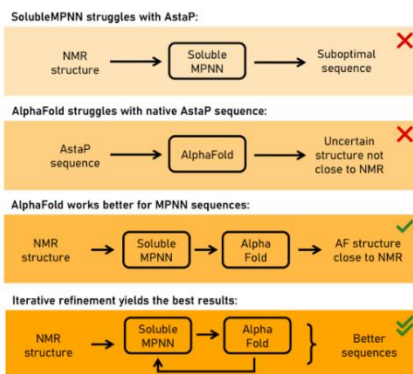 SolubleMPNN struggles with AstaP:
NMR
structure
Soluble
MPNN
Suboptimal
sequence
AlphaFold struggles with native AstaP sequence:
AstaP
sequence
AlphaFold
Uncertain
structure not
close to NMR
AlphaFold works better for MPNN sequences:
NMR
structure
Soluble
MPNN
Alpha
Fold
AF structure
close to NMR
Iterative refinement yields the best results:
NMR
structure
Soluble
MPNN
Alpha
Fold
Better
sequences